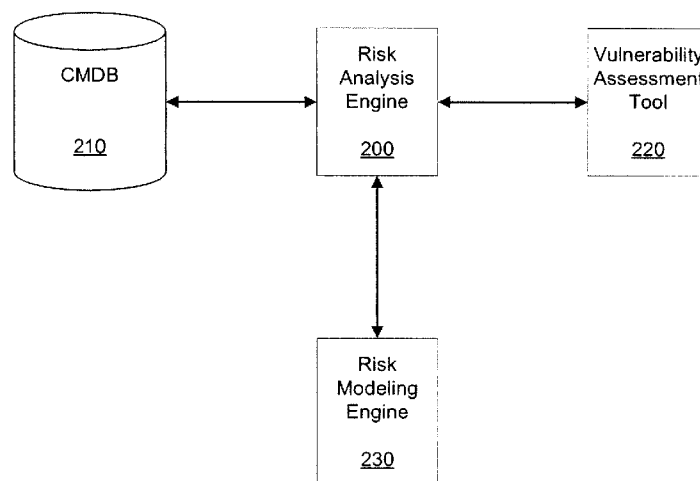 CMDB
210
Risk
Analysis
Engine
200
Vulnerability
Assessment
Tool
220
Risk
Modeling
Engine
230